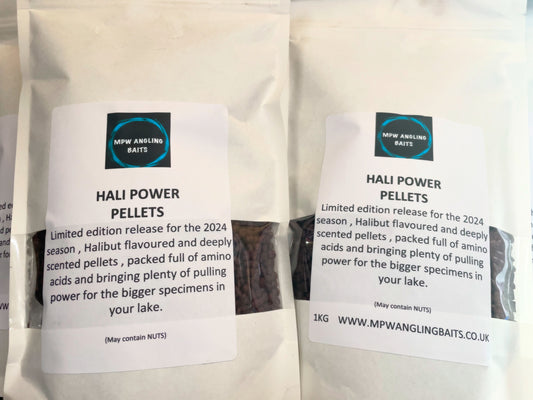 MPW ANGLING
BAITS
HALI POWER
PELLETS
Limited edition release for the 2024
season , Halibut flavoured and deeply
scented pellets , packed full of amino
acids and bringing plenty of pulling
power for the bigger specimens in
your lake.
(May contain NUTS)
MPW ANGLING
BAITS
HALI POWER
PELLETS
Limited edition release for the 2024
season , Halibut flavoured and deeply
scented pellets , packed full of amino
acids and bringing plenty of pulling
power for the bigger specimens in
your lake.
(May contain NUTS)
1KG WWW.MPWANGLINGBAITS.CO.UK